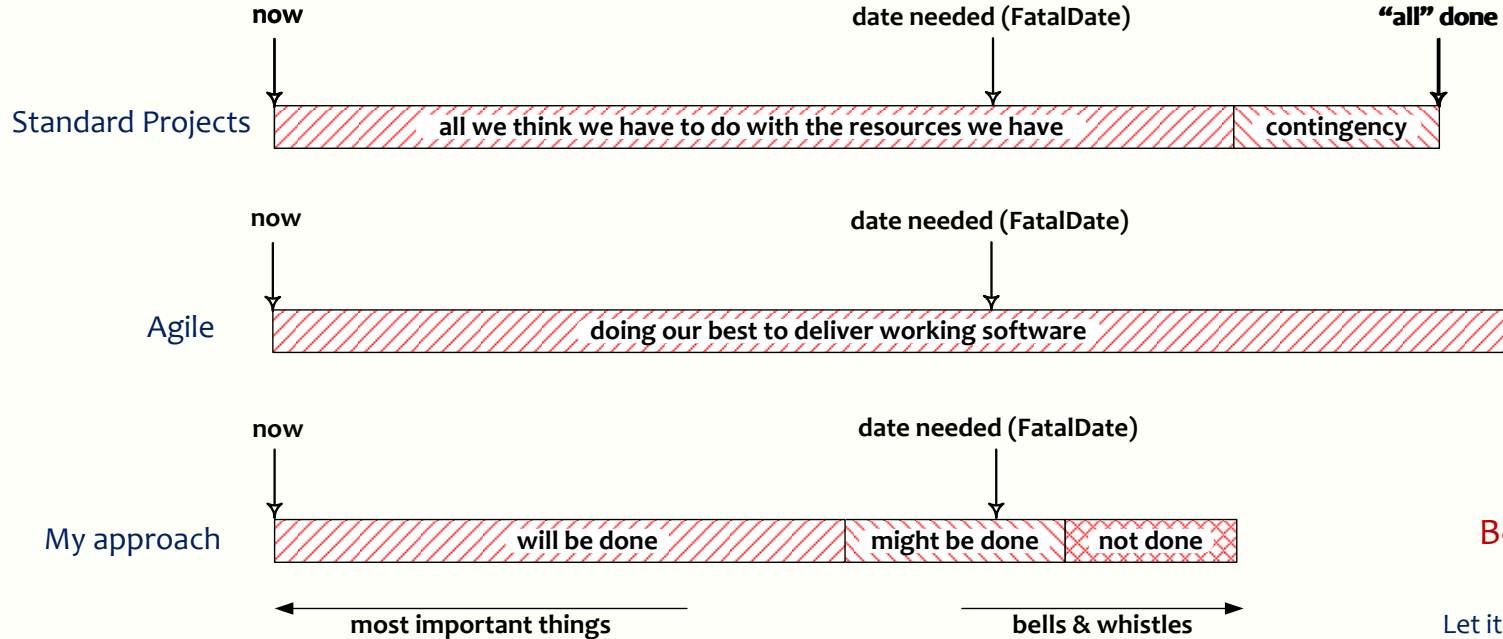 now
date needed (FatalDate)
“all” done
Standard Projects
all we think we have to do with the resources we have
contingency
now
date needed (FatalDate)
Agile
doing our best to deliver working software
now
date needed (FatalDate)
My approach
will be done
might be done
not done
most important things
bells & whistles
Let it